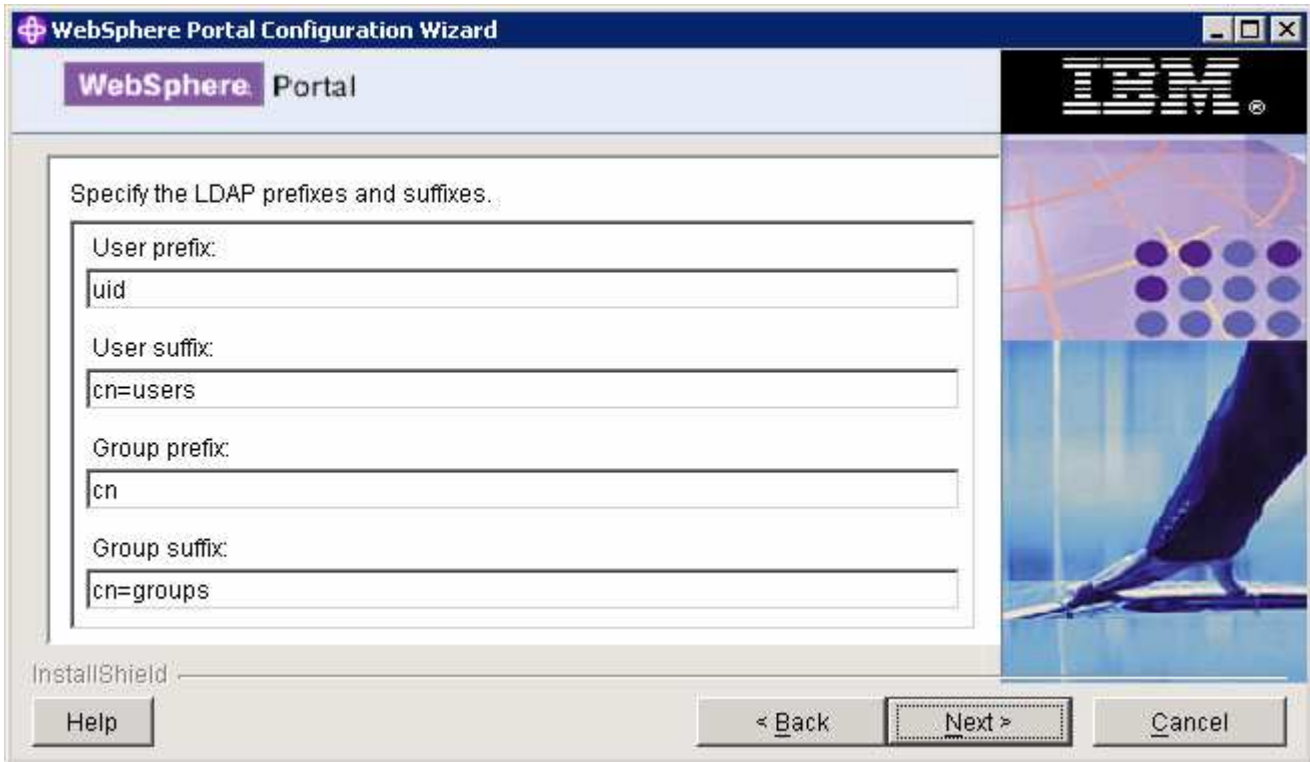 WebSphere Portal Configuration Wizard
WebSphere Portal
IBM®
Specify the LDAP prefixes and suffixes.
User prefix:
uid
User suffix:
cn=users
Group prefix:
cn
Group suffix:
cn=groups
InstallShield
Help
< Back
Next >
Cancel